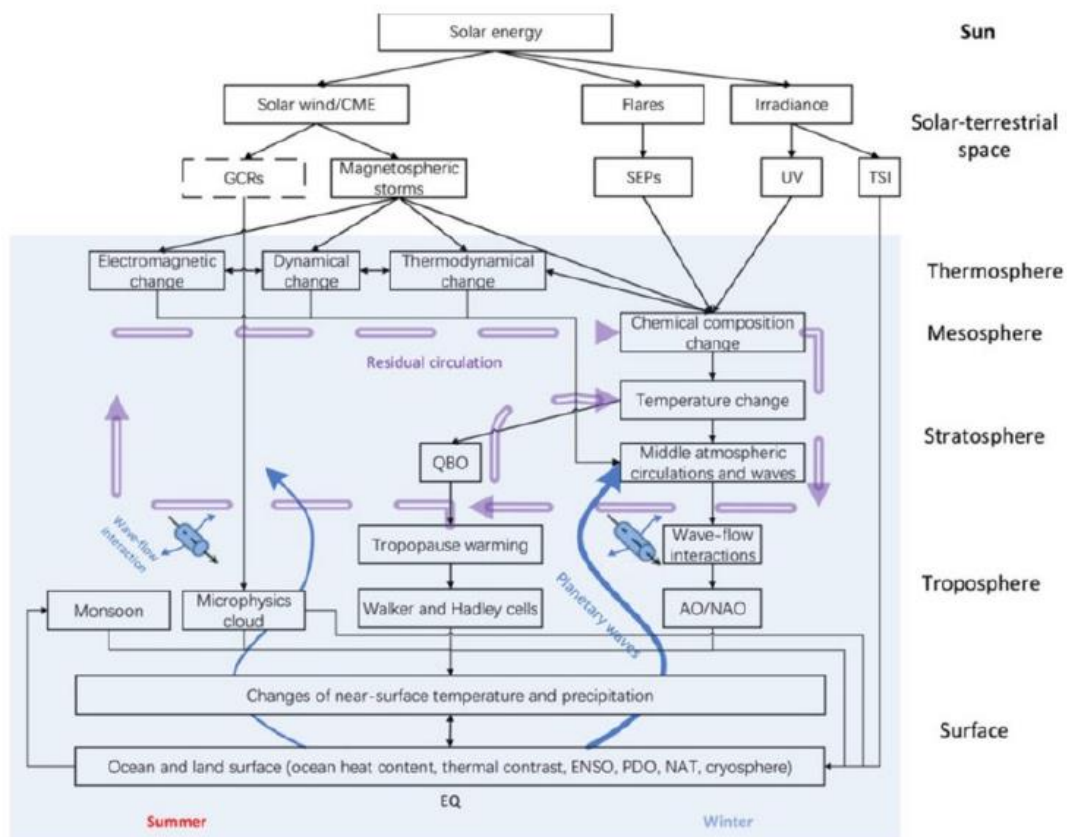 Solar energy
Sun
Solar wind/CME
Flares
Irradiance
Solar-terrestrial
space
GCRs
Magnetospheric
storms
SEPs
UV
TSI
Electromagnetic
change
Dynamical
change
Thermodynamical
change
Thermosphere
Chemical composition
change
Mesosphere
Residual circulation
Temperature change
Stratosphere
QBO
Middle atmospheric
circulations and waves
Wave-flow
interaction
Tropopause warming
Wave-flow
interactions
Troposphere
Monsoon
Microphysics
cloud
Walker and Hadley cells
Planetary waves
AO/NAO
Changes of near-surface temperature and precipitation
Surface
Ocean and land surface (ocean heat content, thermal contrast, ENSO, PDO, NAT, cryosphere)
EQ
Summer
Winter